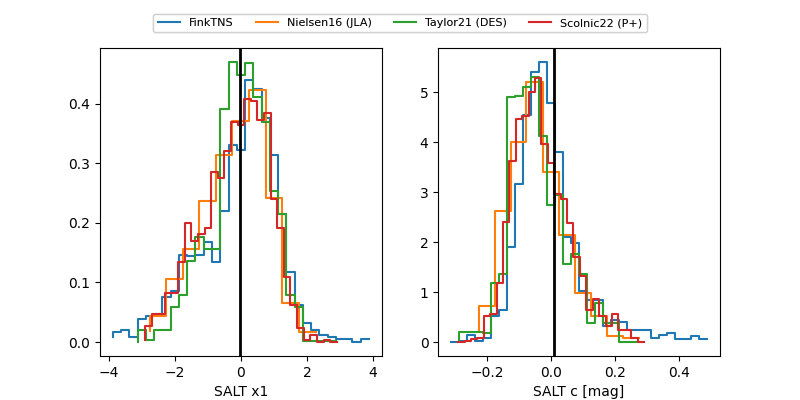 FinkTNS Nielsen16 (JLA) Taylor21 (DES) Scolnic22 (P+)
0.4
0.3
0.2
0.1
0.0
−4 −2 0 2 4
SALT x1
5
4
3
2
1
0
−0.2 0.0 0.2 0.4
SALT c [mag]